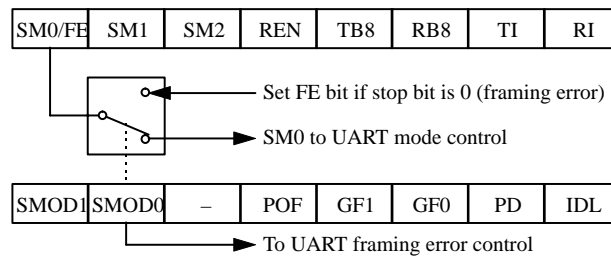 SM0/FE SM1 SM2 REN TB8 RB8 TI RI
Set FE bit if stop bit is 0 (framing error)
SM0 to UART mode control
SMOD1 SMOD0 – POF GF1 GF0 PD IDL
To UART framing error control